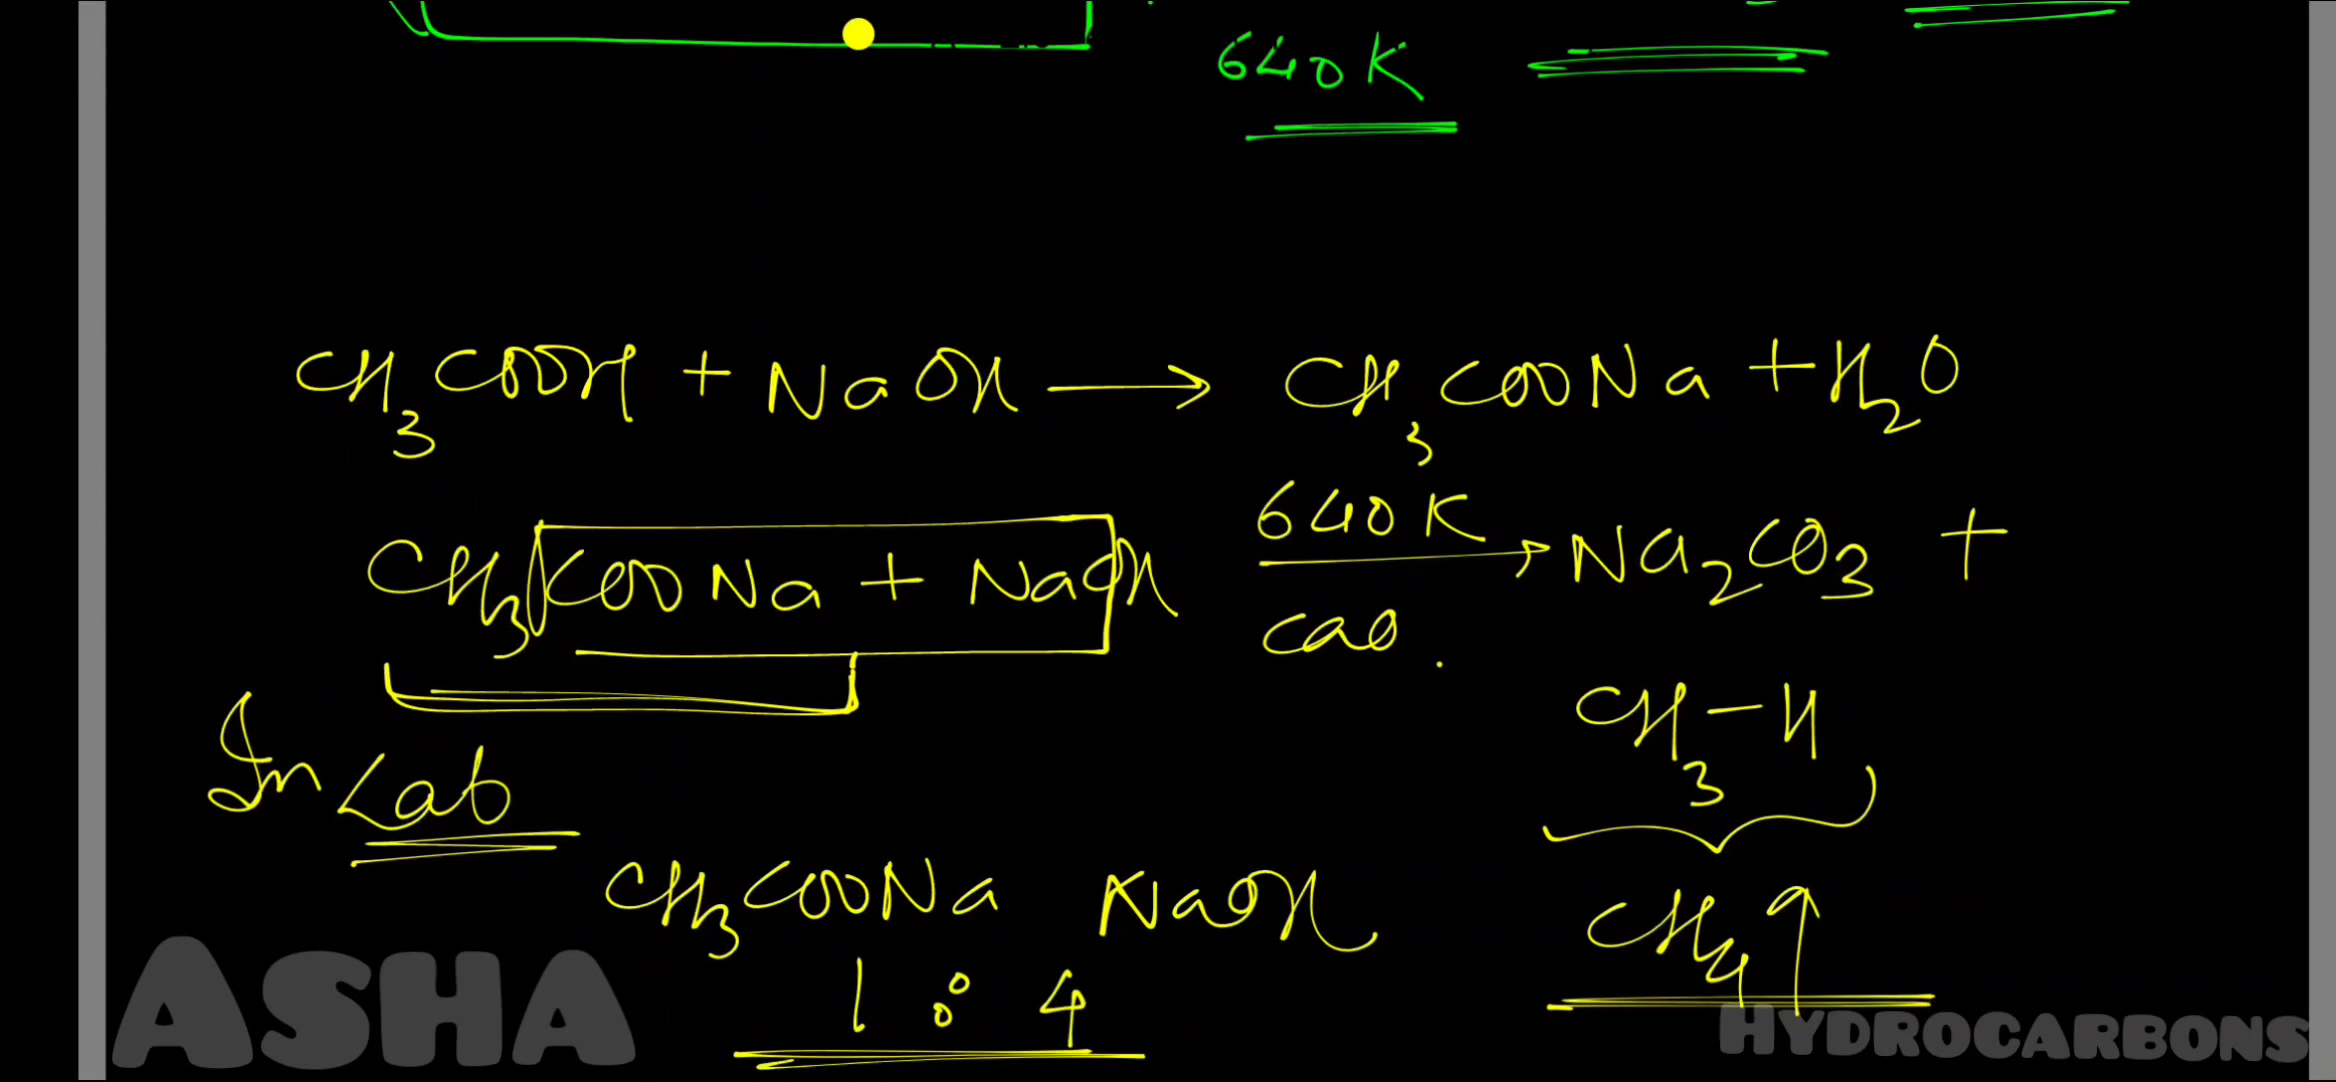 640K
CH3COOH + NaOH → CH3COONa + H2O
CH3COONa + NaOH 640K → Na2CO3 +
cao.
CH3-H
In Lab
CH3COONa NaOH CH4↑
1 : 4
ASHA
HYDROCARBONS